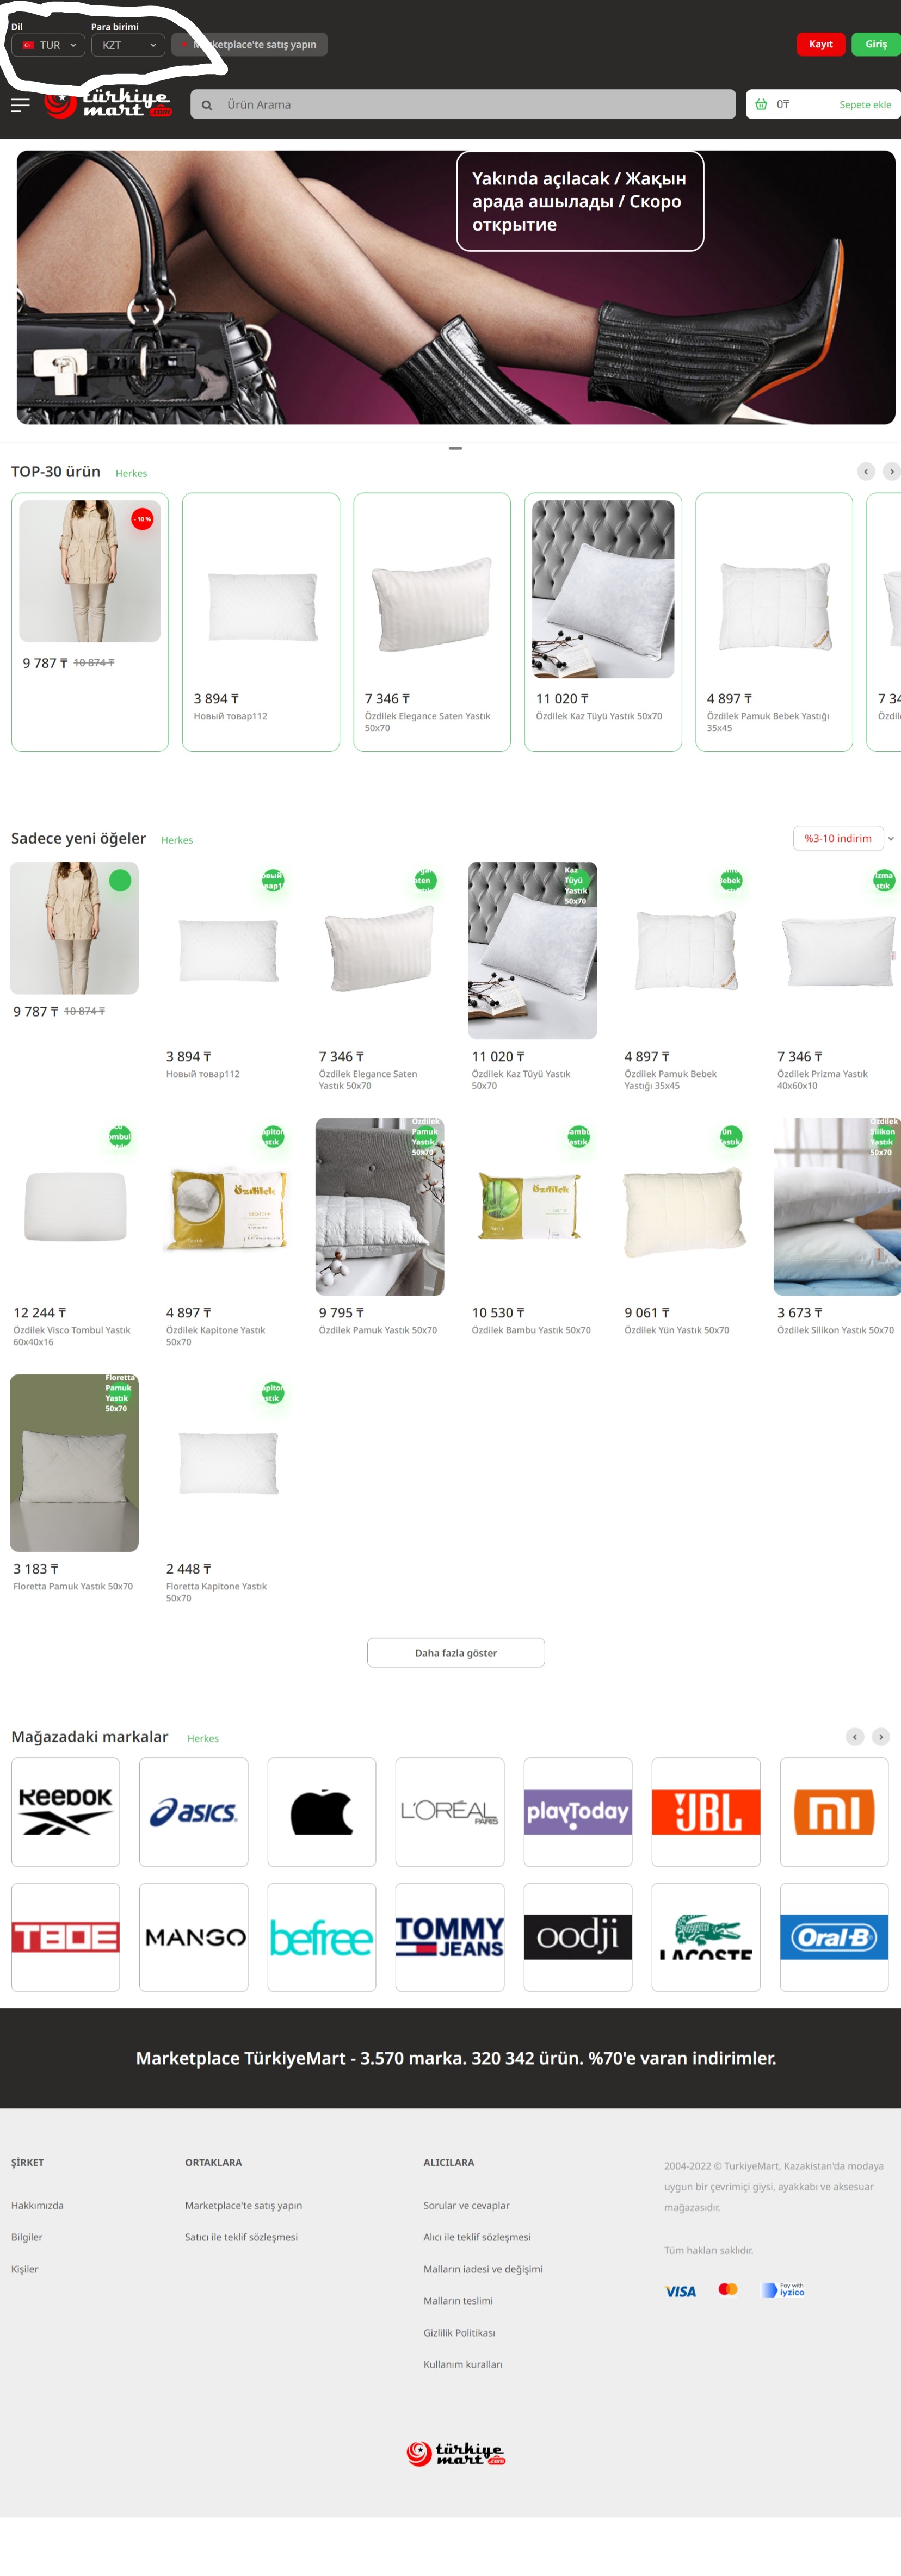 Dil
Para birimi
TUR
KZT
Marketplace'te satış yapın
Kayıt
Giriş
türkiye
mart .com
Ürün Arama
0₸
Sepete ekle
Yakında açılacak / Жақын
арада ашылады / Скоро
открытие
TOP-30 ürün
Herkes
- 10 %
9 787 ₸ 10 874 ₸
3 894 ₸
Новый товар112
7 346 ₸
Özdilek Elegance Saten Yastık
50x70
11 020 ₸
Özdilek Kaz Tüyü Yastık 50x70
4 897 ₸
Özdilek Pamuk Bebek Yastığı
35x45
Sadece yeni öğeler
Herkes
%3-10 indirim
Kaz
Tüyü
Yastık
50x70
9 787 ₸ 10 874 ₸
3 894 ₸
Новый товар112
7 346 ₸
Özdilek Elegance Saten
Yastık 50x70
11 020 ₸
Özdilek Kaz Tüyü Yastık
50x70
4 897 ₸
Özdilek Pamuk Bebek
Yastığı 35x45
7 346 ₸
Özdilek Prizma Yastık
40x60x10
Özdilek
Pamuk
Yastık
50x70
Özdilek
Silikon
Yastık
50x70
Özdilek
Özdilek
12 244 ₸
Özdilek Visco Tombul Yastık
60x40x16
4 897 ₸
Özdilek Kapitone Yastık
50x70
9 795 ₸
Özdilek Pamuk Yastık 50x70
10 530 ₸
Özdilek Bambu Yastık 50x70
9 061 ₸
Özdilek Yün Yastık 50x70
3 673 ₸
Özdilek Silikon Yastık 50x70
Floretta
Pamuk
Yastık
50x70
3 183 ₸
Floretta Pamuk Yastık 50x70
2 448 ₸
Floretta Kapitone Yastık
50x70
Daha fazla göster
Mağazadaki markalar
Herkes
Reebok
asics
L'ORÉAL
PARIS
playToday
JBL
MI
ТВОЕ
MANGO
befree
TOMMY
JEANS
oodji
LACOSTE
Oral-B
Marketplace TürkiyeMart - 3.570 marka. 320 342 ürün. %70'e varan indirimler.
ŞİRKET
Hakkımızda
Bilgiler
Kişiler
ORTAKLARA
Marketplace'te satış yapın
Satıcı ile teklif sözleşmesi
ALICILARA
Sorular ve cevaplar
Alıcı ile teklif sözleşmesi
Malların iadesi ve değişimi
Malların teslimi
Gizlilik Politikası
Kullanım kuralları
2004-2022 © TurkiyeMart, Kazakistan'da modaya
uygun bir çevrimiçi giysi, ayakkabı ve aksesuar
mağazasıdır.
Tüm hakları saklıdır.
VISA
Pay with
iyzico
türkiye
mart .com